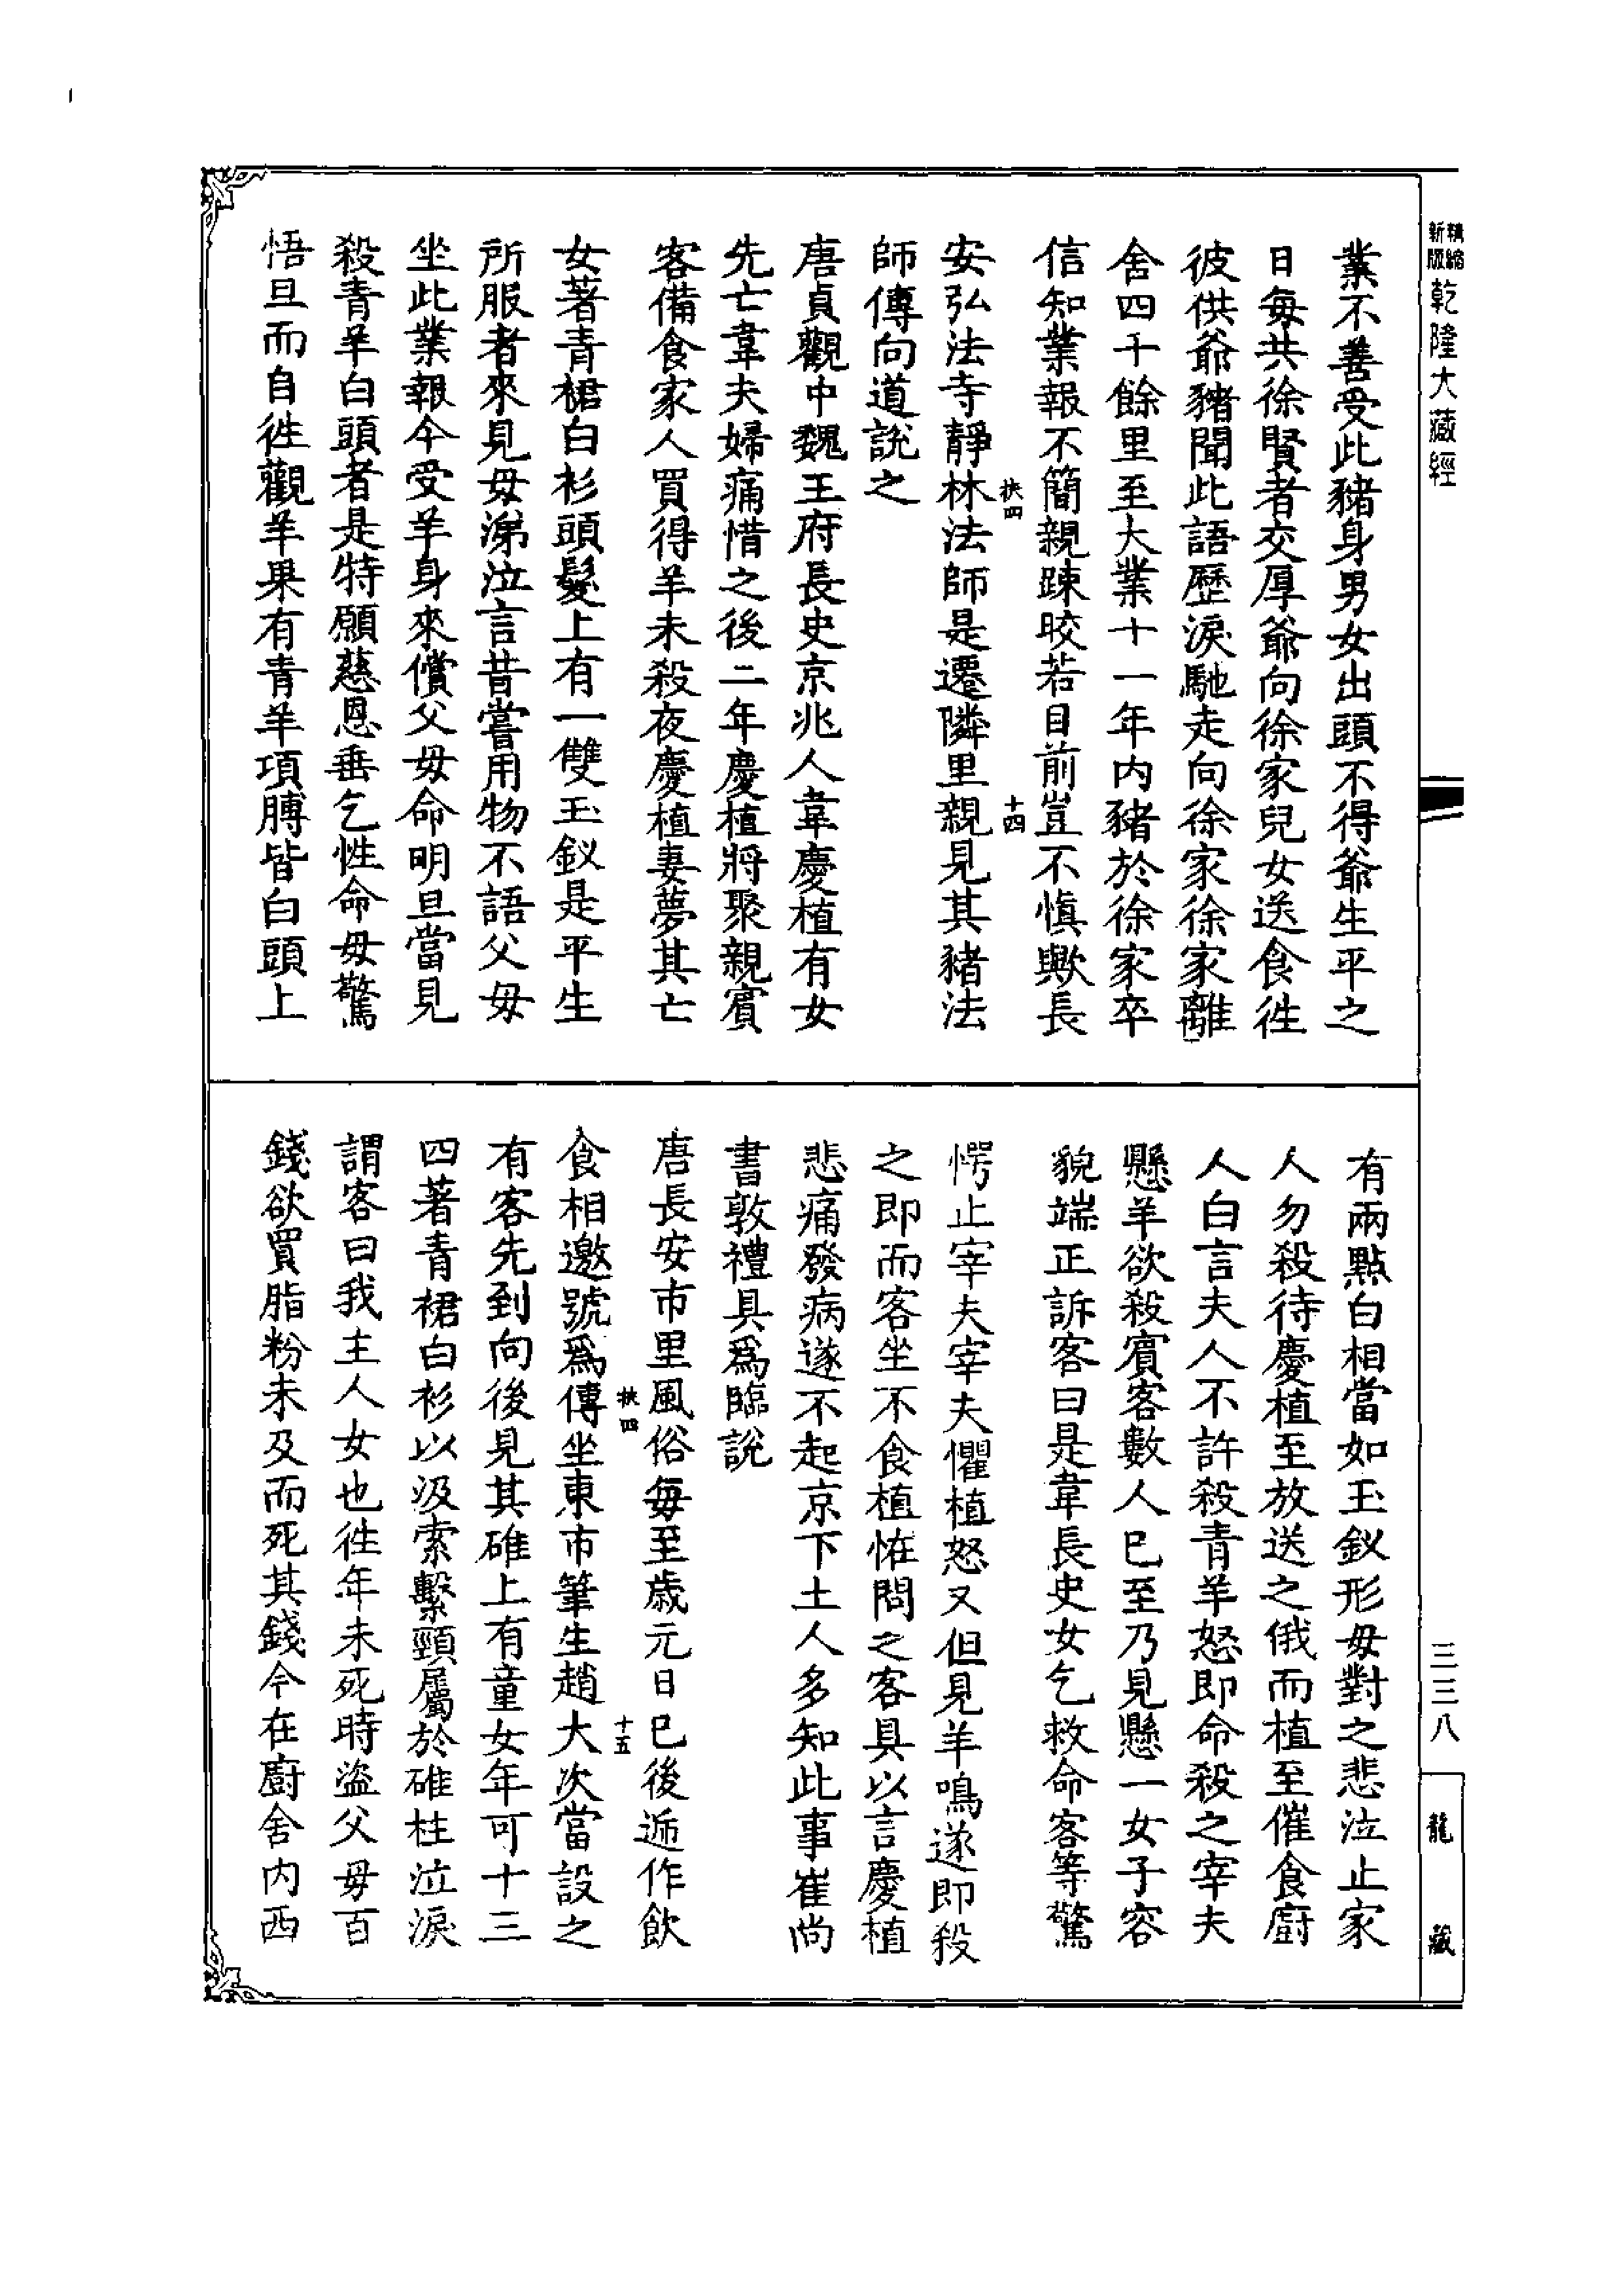 精縮新版乾隆大藏經
業不善受此豬身男女出頭不得爺生平之
日每共徐賢者交厚爺向徐家兒女送食徃
彼供爺豬聞此語歷淚馳走向徐家徐家離
舍四十餘里至大業十一年内豬於徐家卒
信知業報不簡親踈晈若目前豈不慎歟長
扶四
十四
安弘法寺靜林法師是遷隣里親見其豬法
師傳向道說之
唐貞觀中魏王府長史京兆人韋慶植有女
先亡韋夫婦痛惜之後二年慶植將聚親賓
客備食家人買得羊未殺夜慶植妻夢其亡
女著青裙白衫頭髮上有一雙玉釵是平生
所服者來見毋涕泣言昔嘗用物不語父毋
坐此業報今受羊身來償父毋命明旦當見
殺青羊白頭者是特願慈恩垂乞性命毋驚
悟旦而自徃觀羊果有青羊項膊皆白頭上
有兩點白相當如玉釵形毋對之悲泣止家
人勿殺待慶植至放送之俄而植至催食廚
人白言夫人不許殺青羊怒即命殺之宰夫
懸羊欲殺賓客數人巳至乃見懸一女子容
貌端正訴客曰是韋長史女乞救命客等驚
愕止宰夫宰夫懼植怒又但見羊鳴遂即殺
之即而客坐不食植恠問之客具以言慶植
悲痛發病遂不起京下土人多知此事崔尚
書敦禮具爲臨說
唐長安市里風俗每至歲元日巳後遞作飲
扶四
十五
食相邀號爲傳坐東市筆生趙大次當設之
有客先到向後見其碓上有童女年可十三
四著青裙白衫以汲索繫頸屬於碓柱泣淚
謂客曰我主人女也徃年未死時盜父毋百
錢欲買脂粉未及而死其錢今在廚舍内西
三三八
龍藏